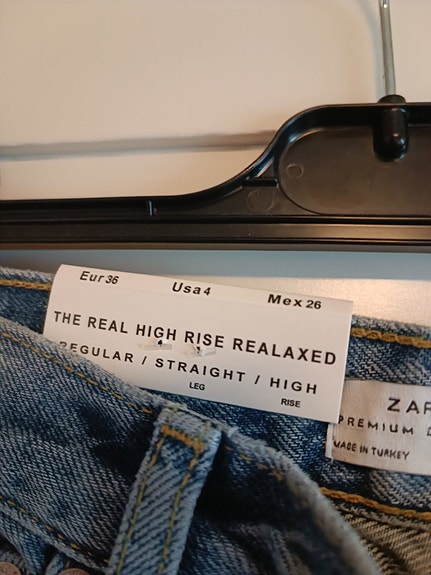 Eur 36 Usa 4 Mex 26
THE REAL HIGH RISE REALAXED
REGULAR / STRAIGHT / HIGH
LEG RISE
ZAR
PREMIUM D
MADE IN TURKEY